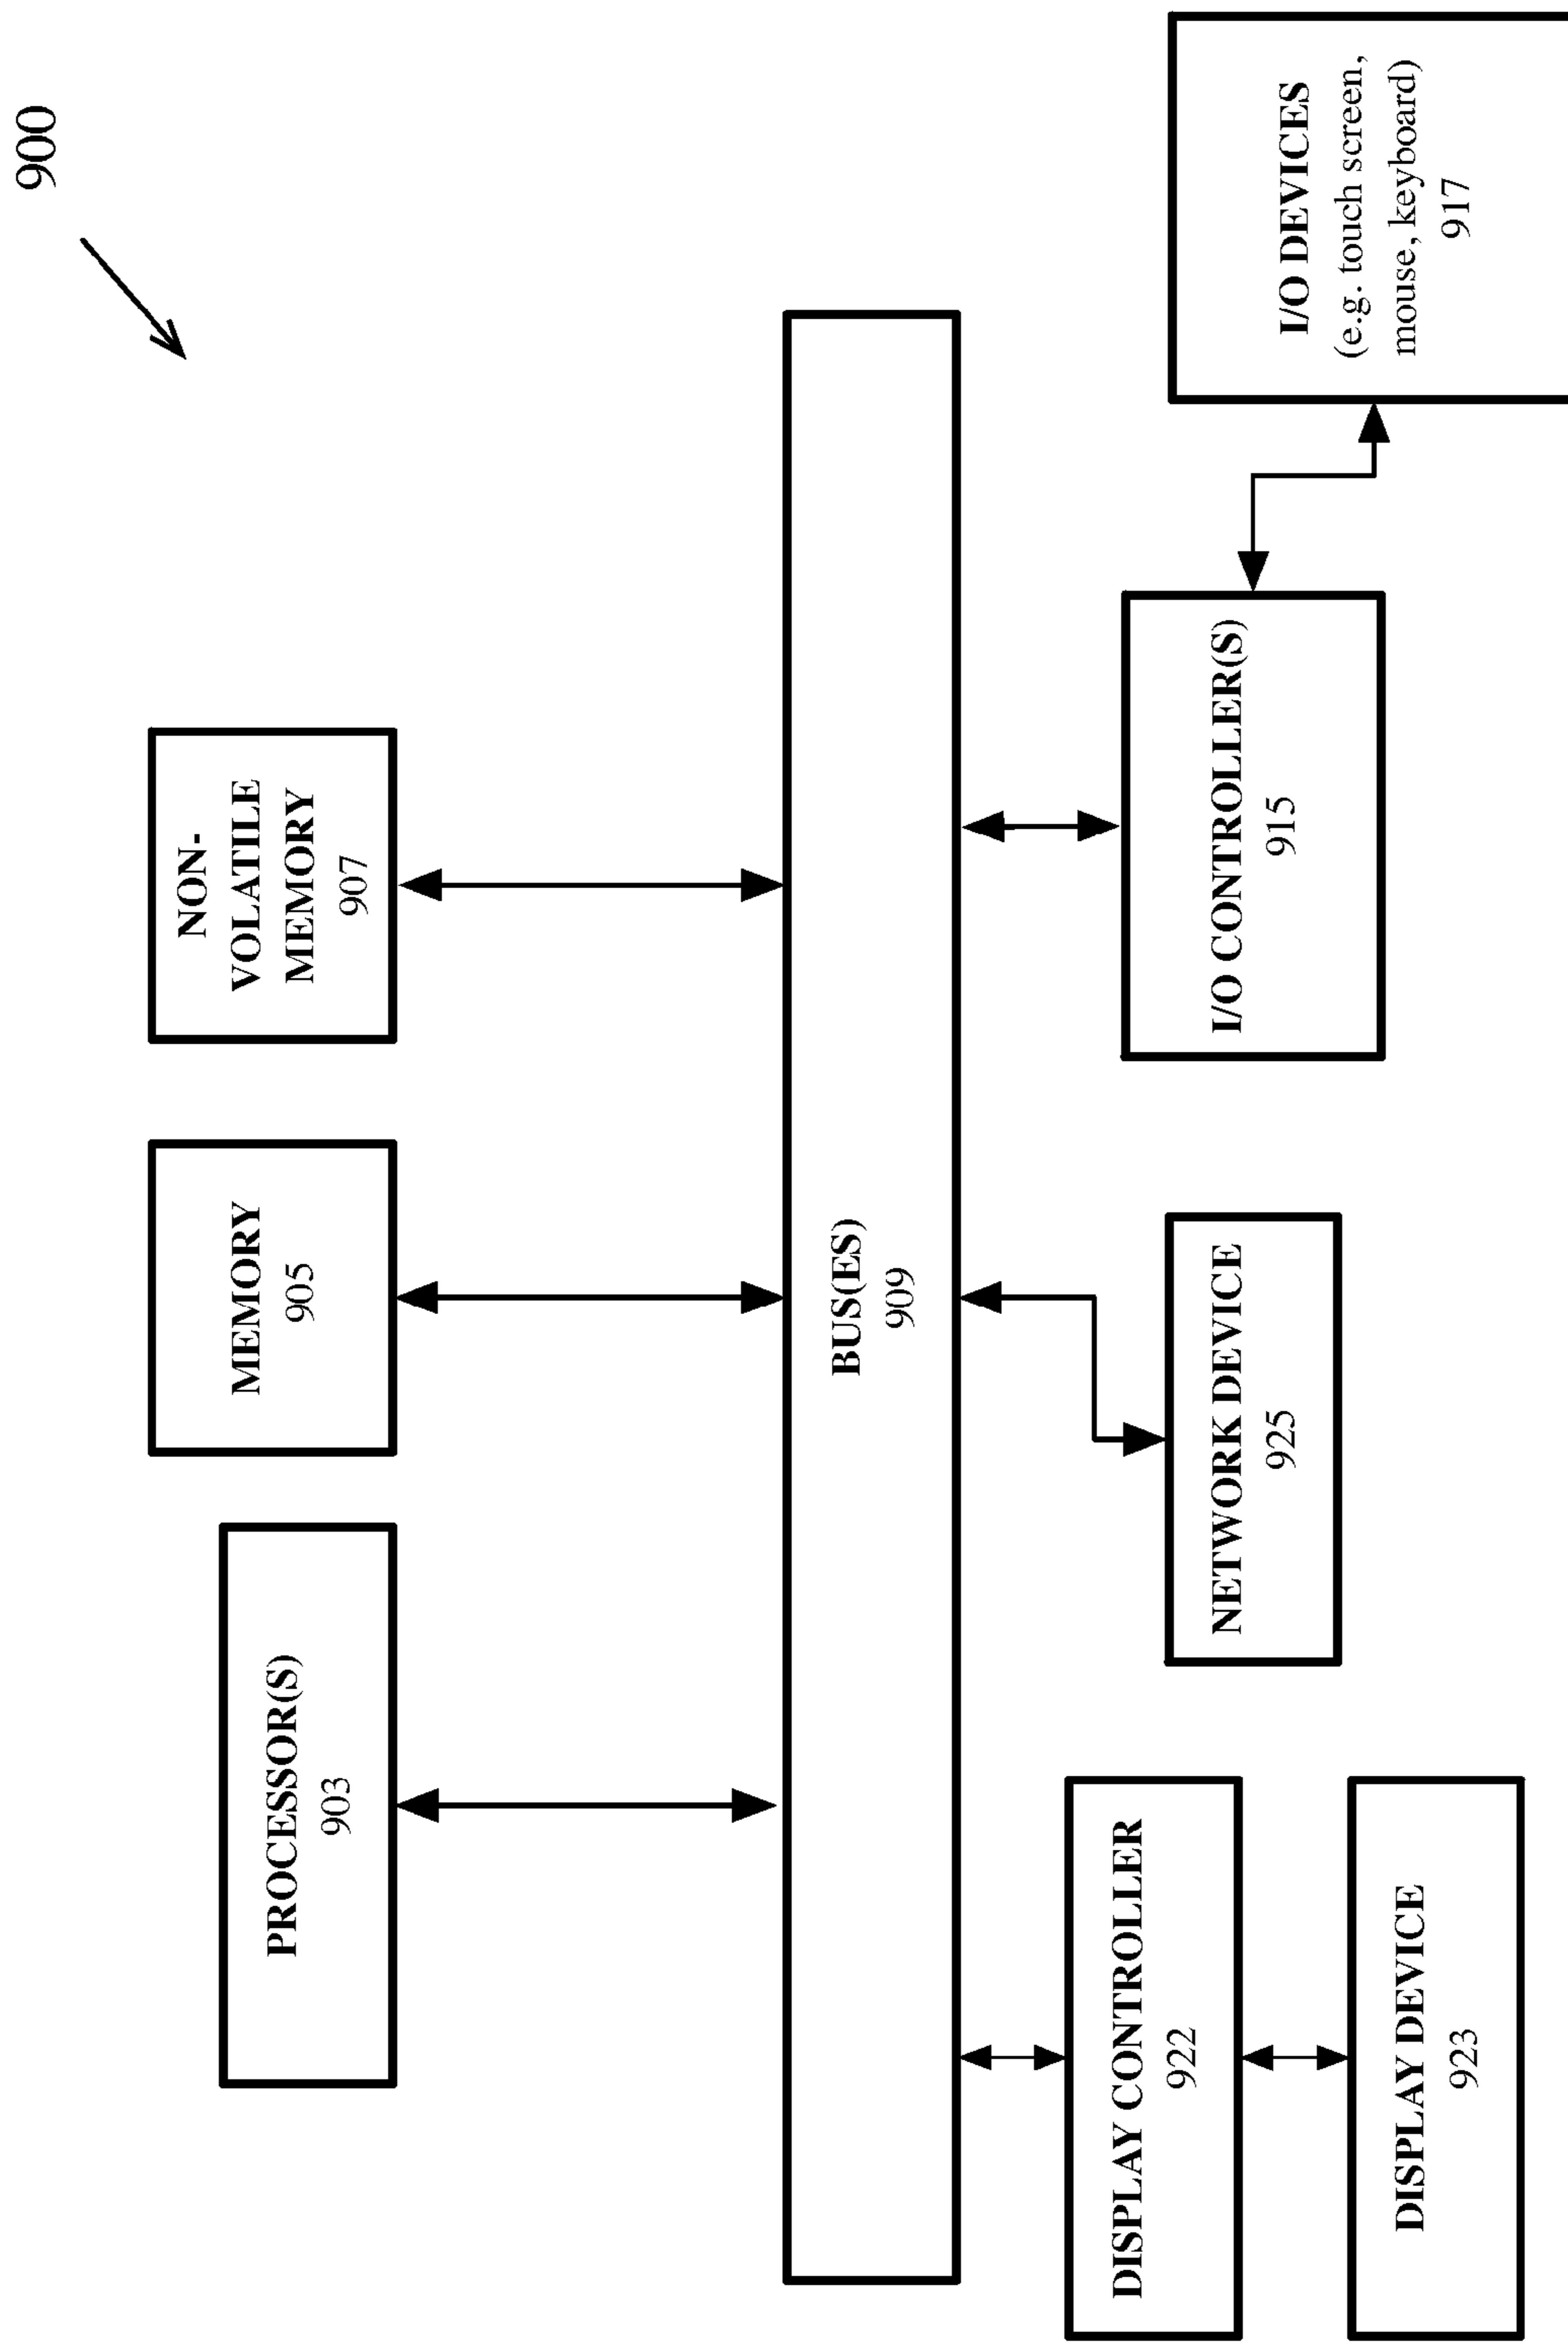 900
PROCESSOR(S)
903
MEMORY
905
NON-
VOLATILE
MEMORY
907
BUS(ES)
909
DISPLAY CONTROLLER
922
DISPLAY DEVICE
923
NETWORK DEVICE
925
I/O CONTROLLER(S)
915
I/O DEVICES
(e.g. touch screen,
mouse, keyboard)
917